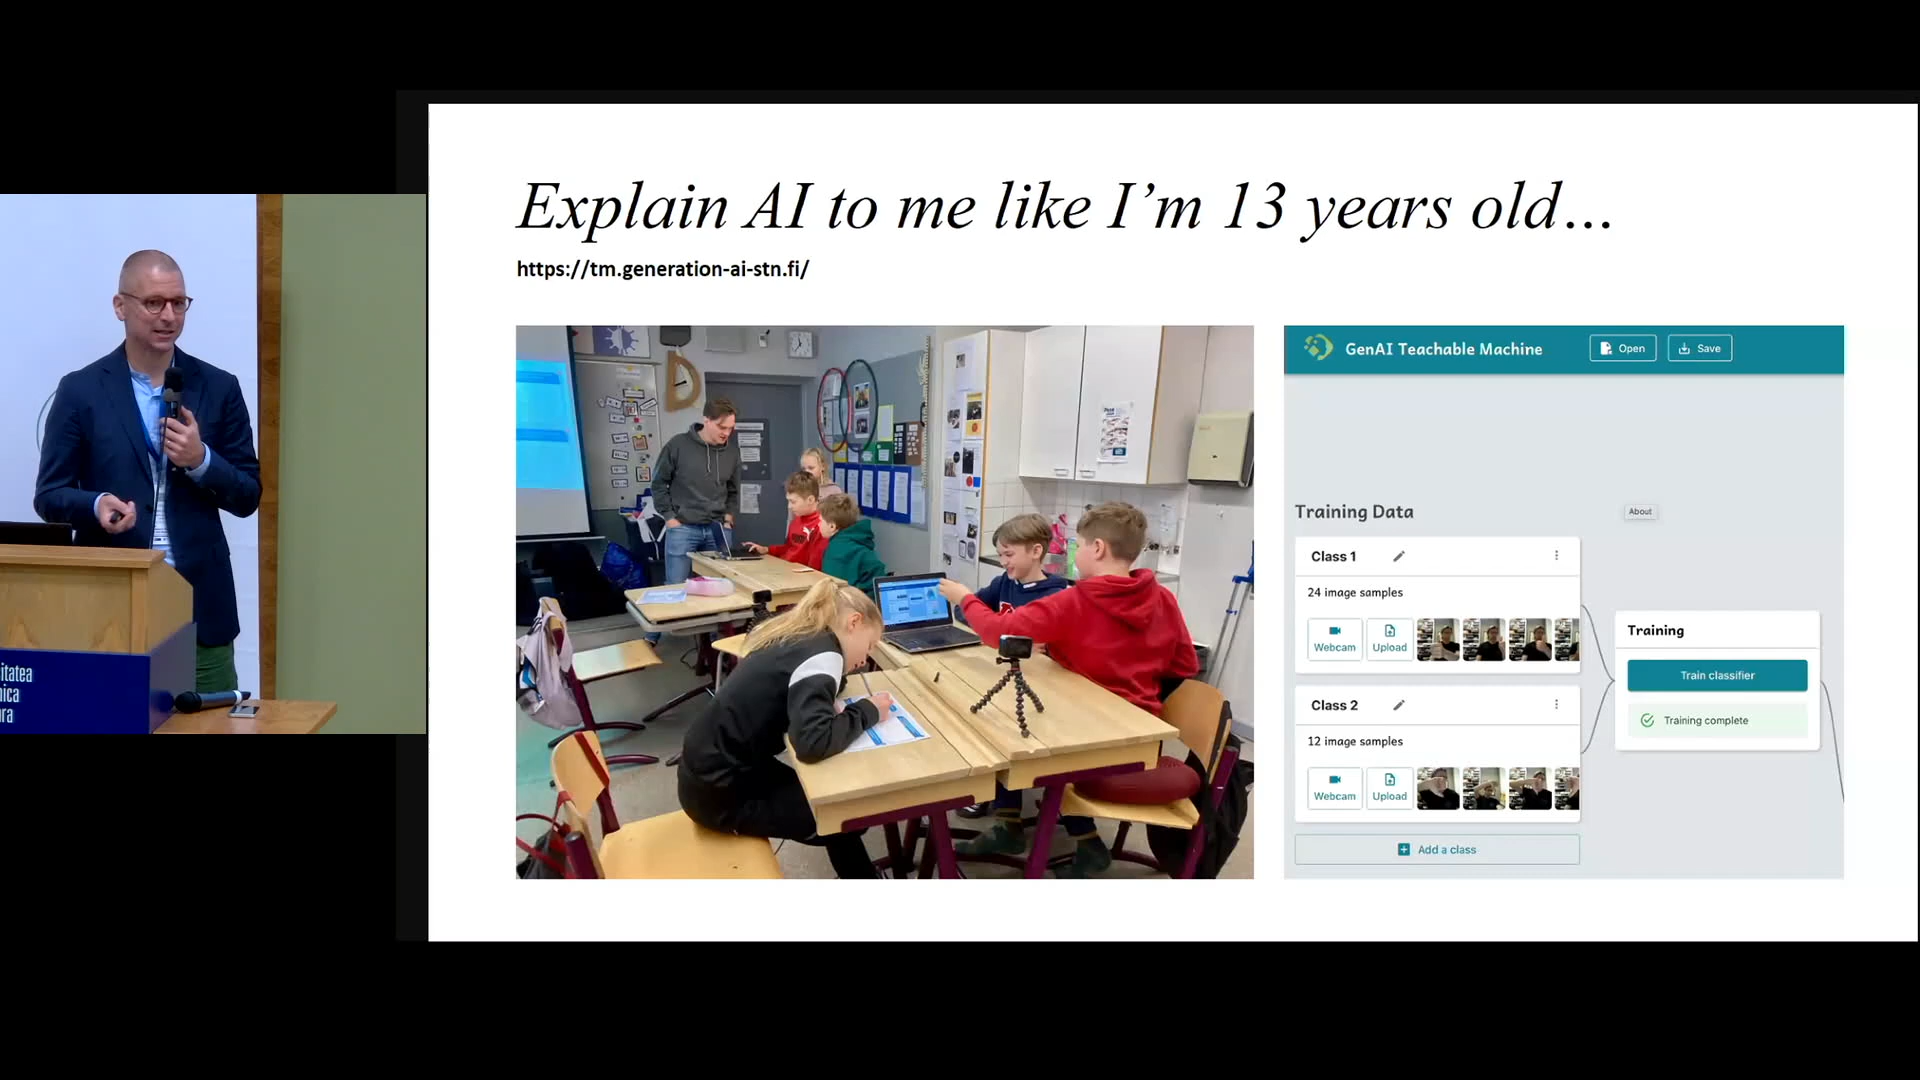 Explain AI to me like I'm 13 years old...
https://tm.generation-ai-stn.fi/
GenAI Teachable Machine
Open
Save
Training Data
About
Class 1
24 image samples
Webcam
Upload
Class 2
12 image samples
Webcam
Upload
Add a class
Training
Train classifier
Training complete
itatea
ica
ra